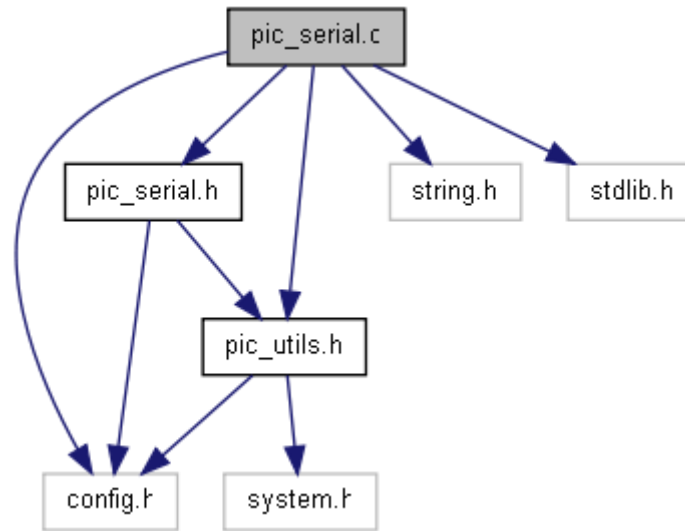 pic_serial.c
pic_serial.h
string.h
stdlib.h
pic_utils.h
config.h
system.h